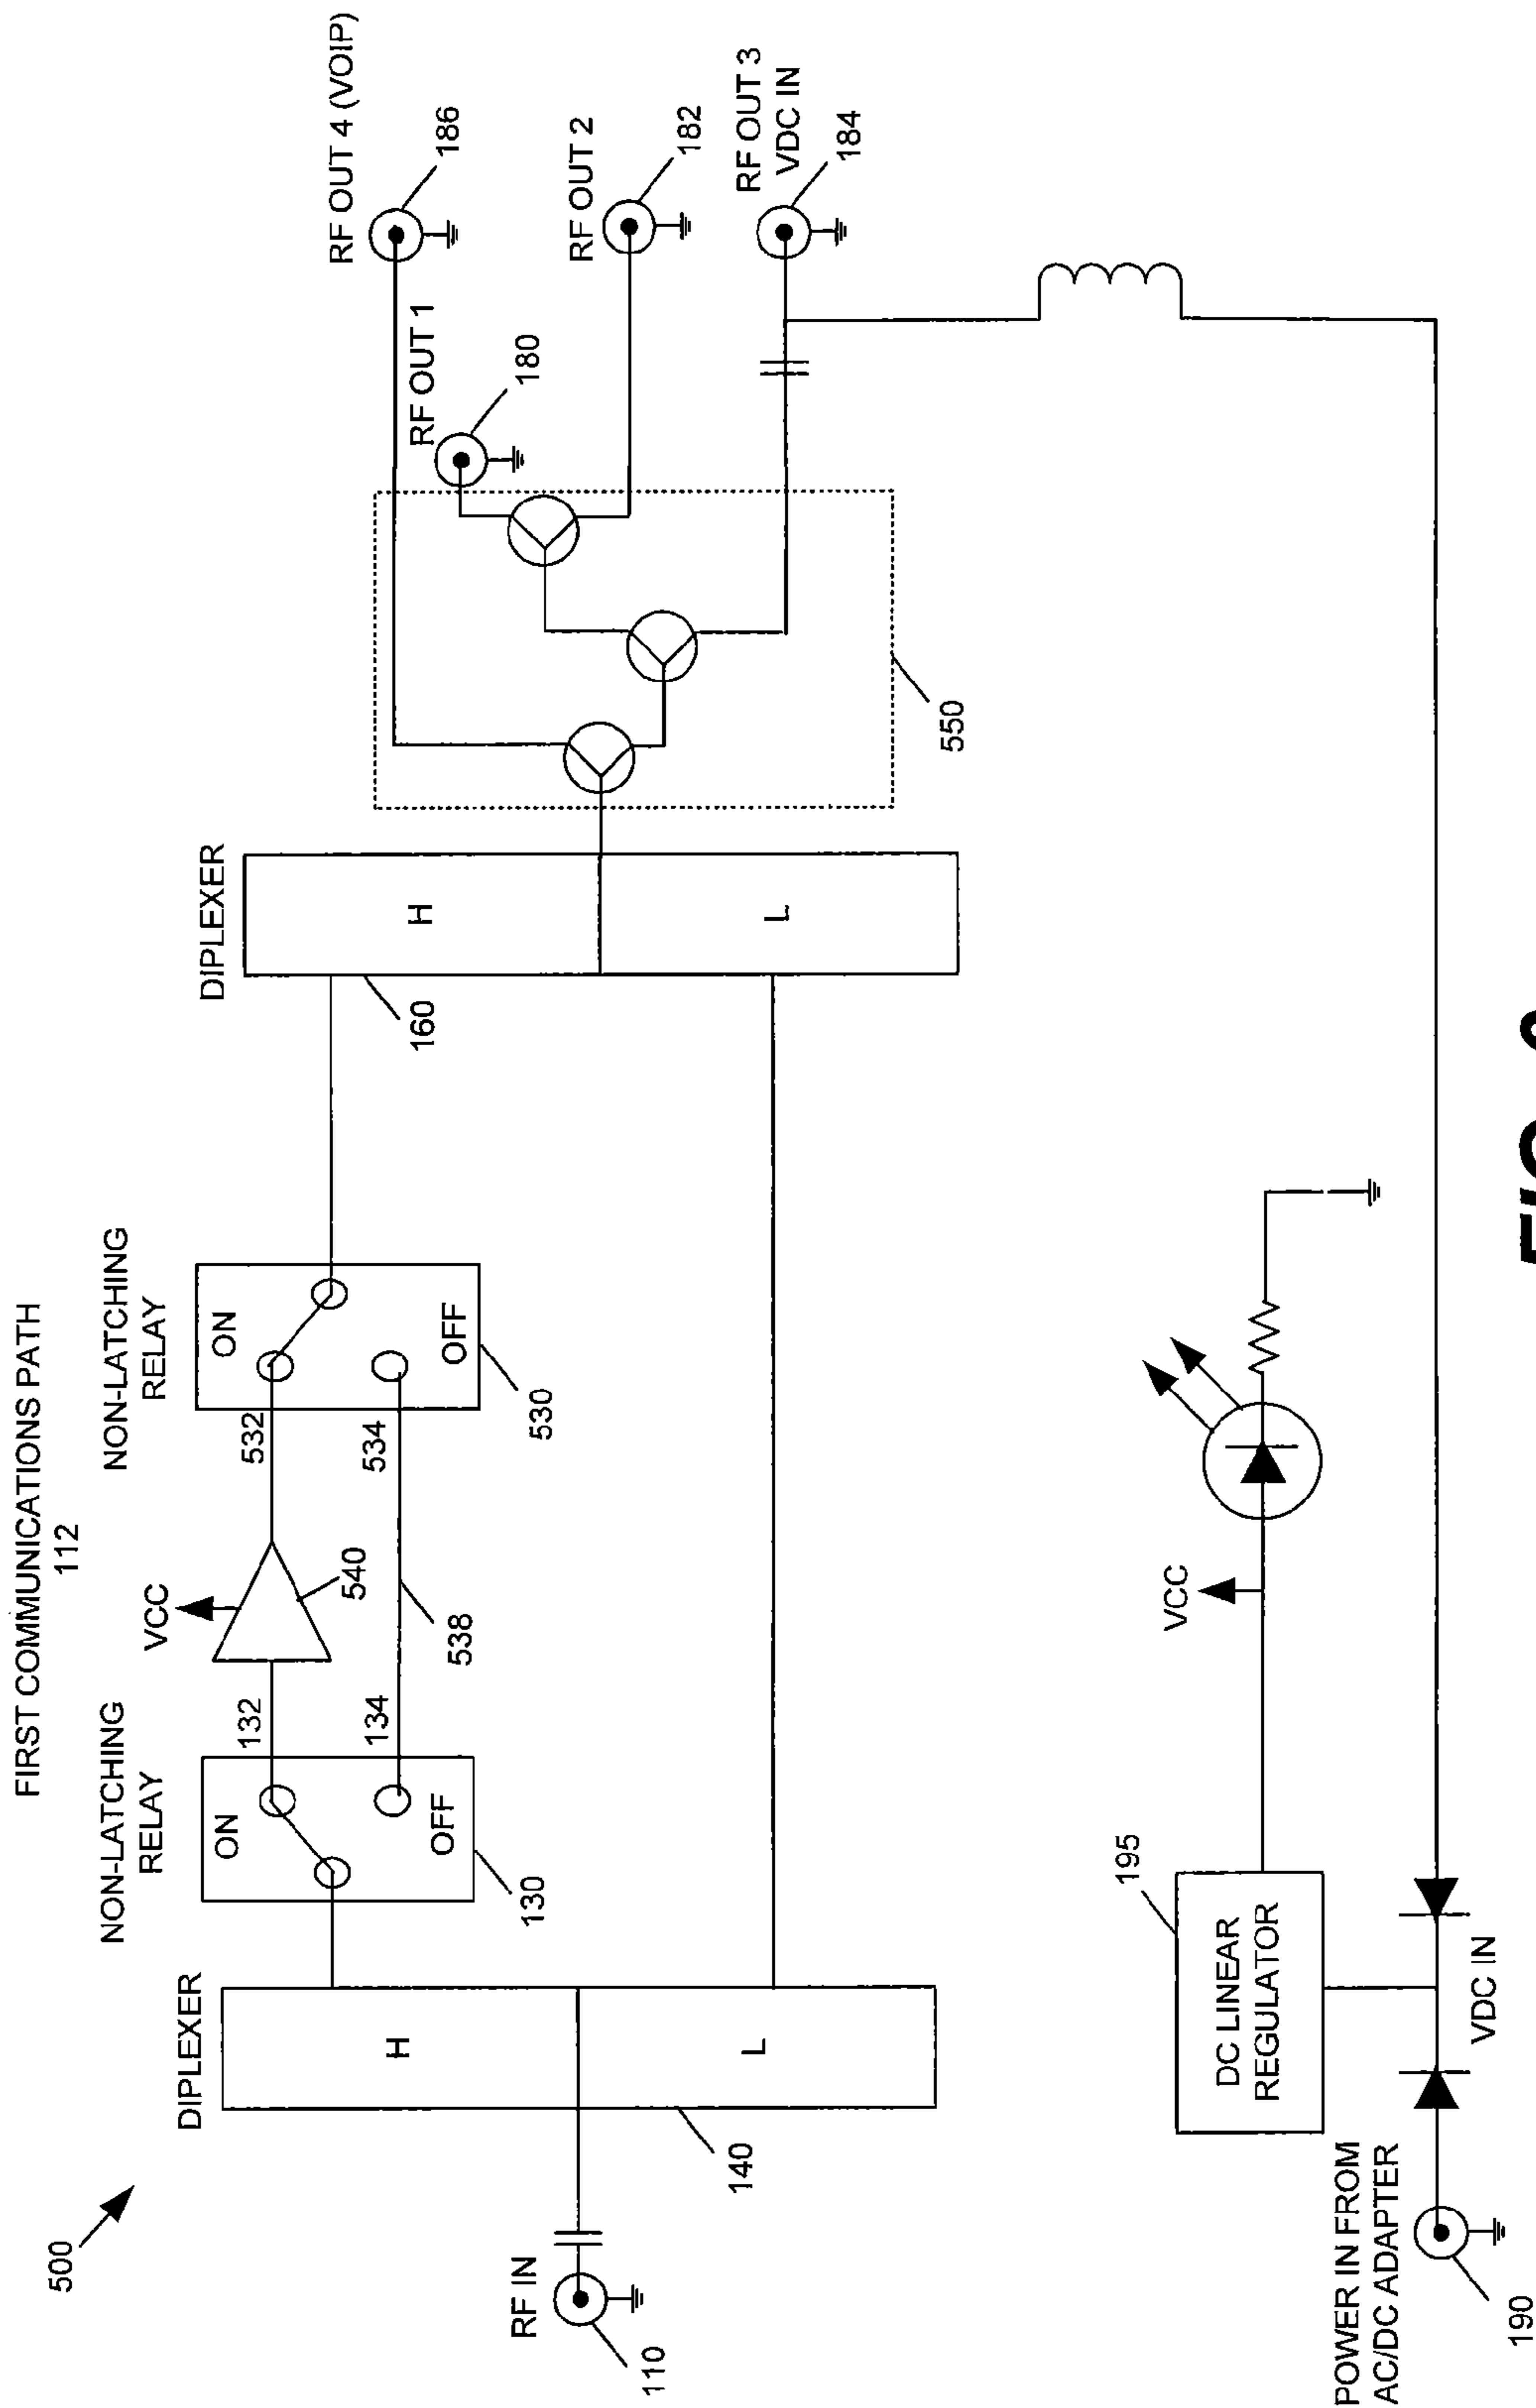 500
FIRST COMMUNICATIONS PATH
112
RF IN
110
DIPLEXER
H
L
140
NON-LATCHING
RELAY
ON
OFF
130
132
134
VCC
540
538
NON-LATCHING
RELAY
ON
OFF
530
532
534
DIPLEXER
H
L
160
550
RF OUT 4 (VOIP)
186
RF OUT 1
180
RF OUT 2
182
RF OUT 3
VDC IN
184
POWER IN FROM
AC/DC ADAPTER
190
VDC IN
DC LINEAR
REGULATOR
195
VCC
FIG.